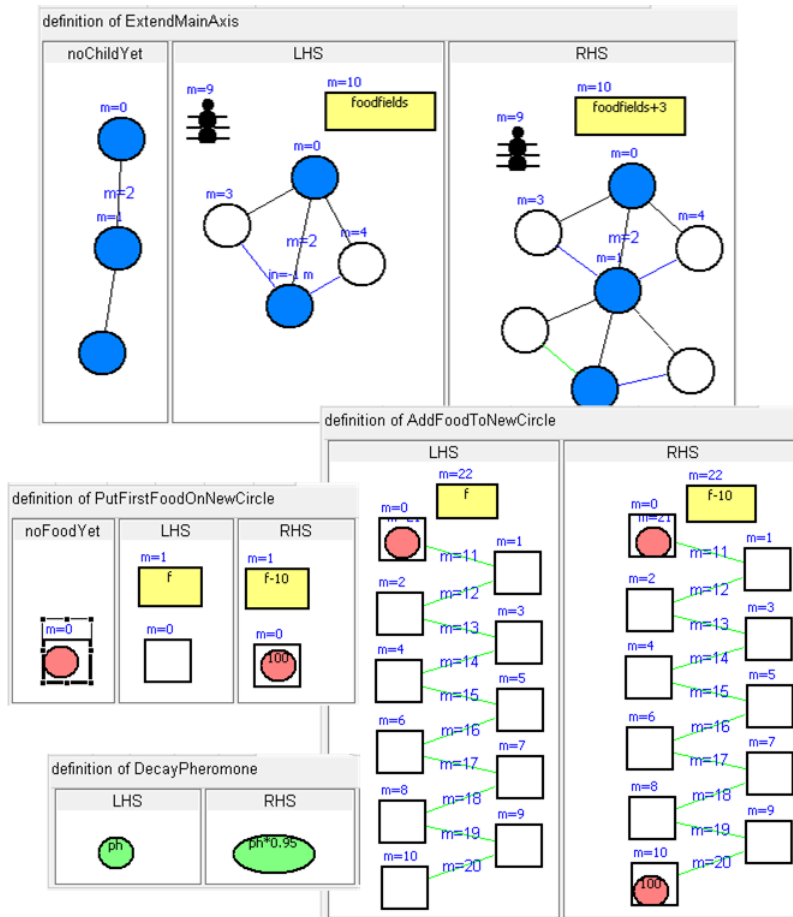 definition of ExtendMainAxis
noChildYet
LHS
RHS
m=0
m=2
m=1
m=9
m=10
foodfields
m=0
m=3
m=2
m=4
m=10
foodfields+3
m=9
m=0
m=3
m=4
m=2
m=1
definition of AddFoodToNewCircle
LHS
RHS
m=22
f
m=0
m=21
m=1
m=11
m=2
m=12
m=3
m=13
m=4
m=14
m=5
m=15
m=6
m=16
m=7
m=17
m=8
m=18
m=9
m=19
m=10
m=20
m=22
f-10
m=0
m=21
m=1
m=11
m=2
m=12
m=3
m=13
m=4
m=14
m=5
m=15
m=6
m=16
m=7
m=17
m=8
m=18
m=9
m=19
m=10
m=20
100
definition of PutFirstFoodOnNewCircle
noFoodYet
LHS
RHS
m=0
m=1
f
m=0
m=1
f-10
m=0
100
definition of DecayPheromone
LHS
RHS
ph
ph*0.95